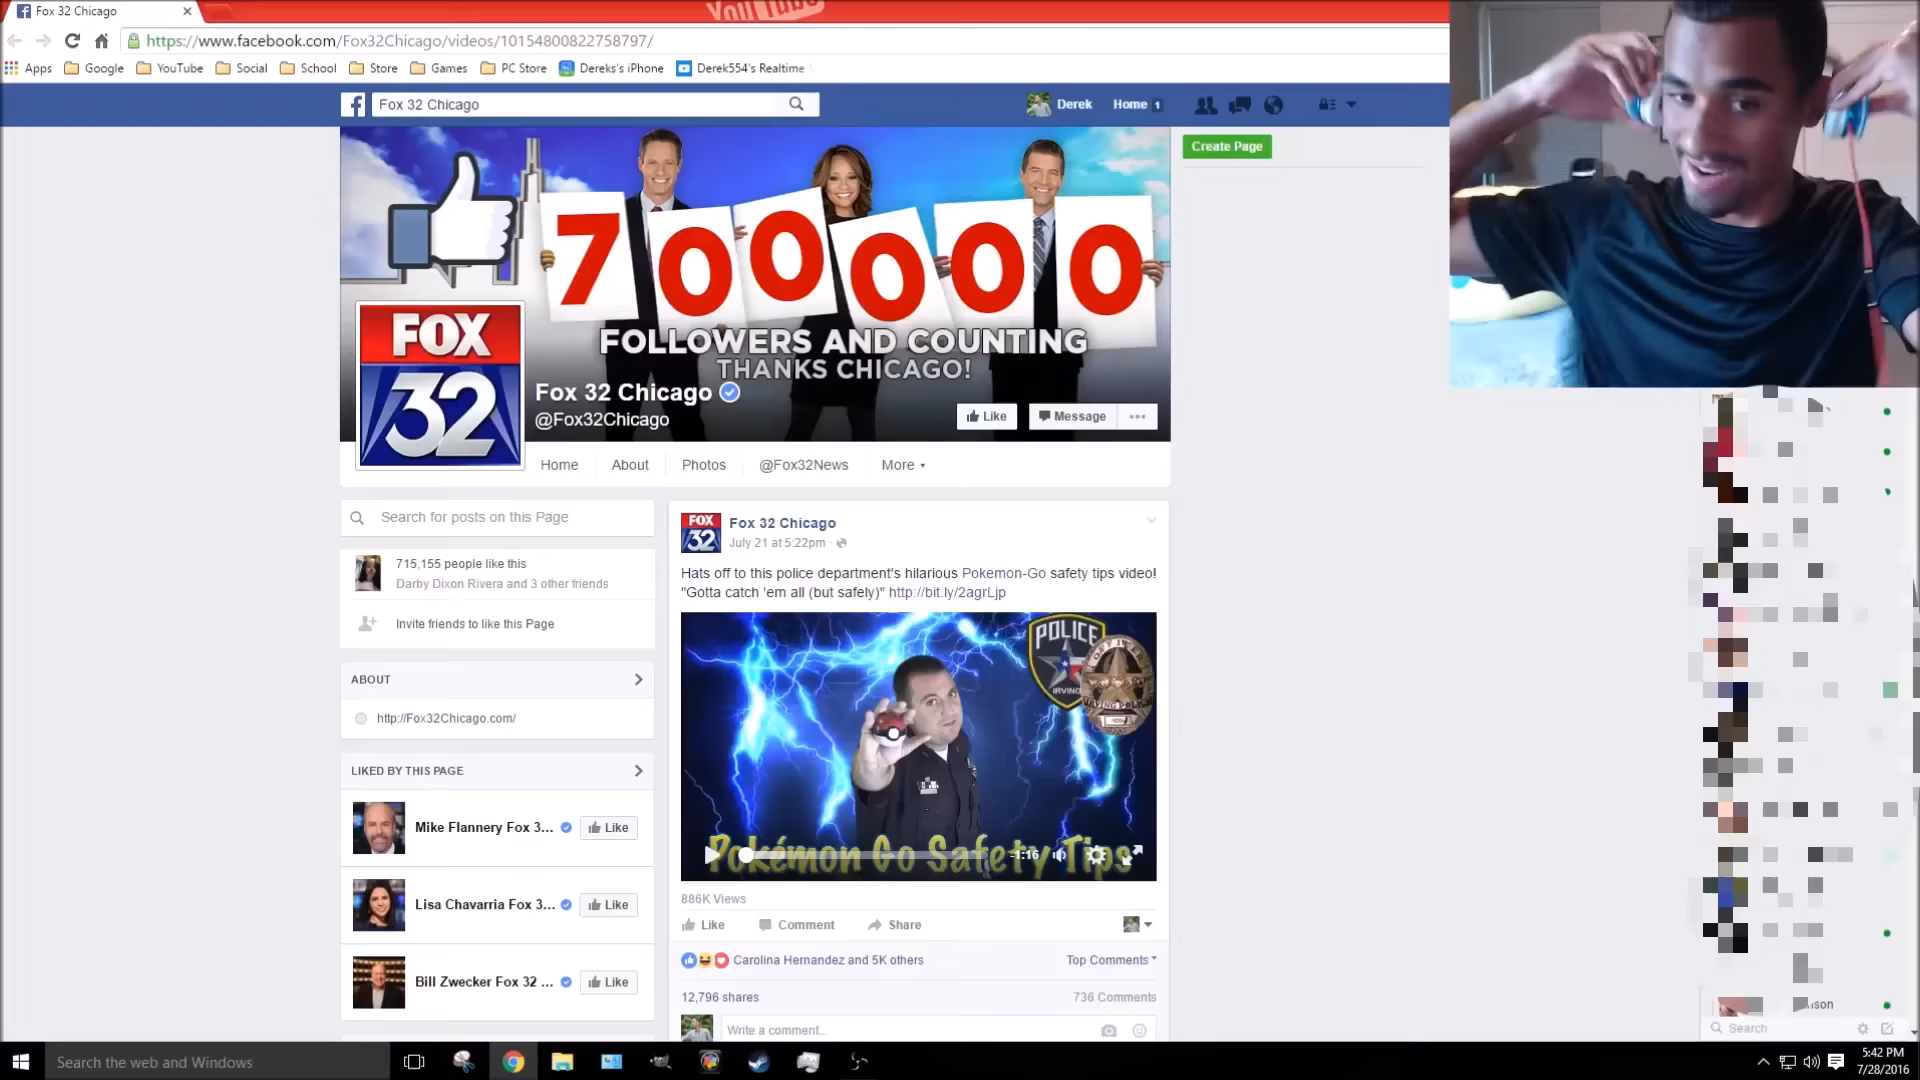 Fox 32 Chicago
YouTube
https://www.facebook.com/Fox32Chicago/videos/10154800822758797/
Apps Google YouTube Social School Store Games PC Store Dereks's iPhone Derek554's Realtime
Fox 32 Chicago
Derek Home 1
Create Page
700000
FOLLOWERS AND COUNTING
THANKS CHICAGO!
FOX
32
Fox 32 Chicago
@Fox32Chicago
Like Message
Home About Photos @Fox32News More
Search for posts on this Page
715,155 people like this
Darby Dixon Rivera and 3 other friends
Invite friends to like this Page
ABOUT
http://Fox32Chicago.com/
LIKED BY THIS PAGE
Mike Flannery Fox 3... Like
Lisa Chavarria Fox 3... Like
Bill Zwecker Fox 32 ... Like
FOX
32
Fox 32 Chicago
July 21 at 5:22pm ·
Hats off to this police department's hilarious Pokemon-Go safety tips video!
"Gotta catch 'em all (but safely)" http://bit.ly/2agrLjp
POLICE
IRVING
OFFICER
IRVING POLICE
Pokémon Go Safety Tips
-1:16
886K Views
Like Comment Share
Carolina Hernandez and 5K others Top Comments
12,796 shares 736 Comments
Write a comment...
Search
Search the web and Windows
5:42 PM
7/28/2016